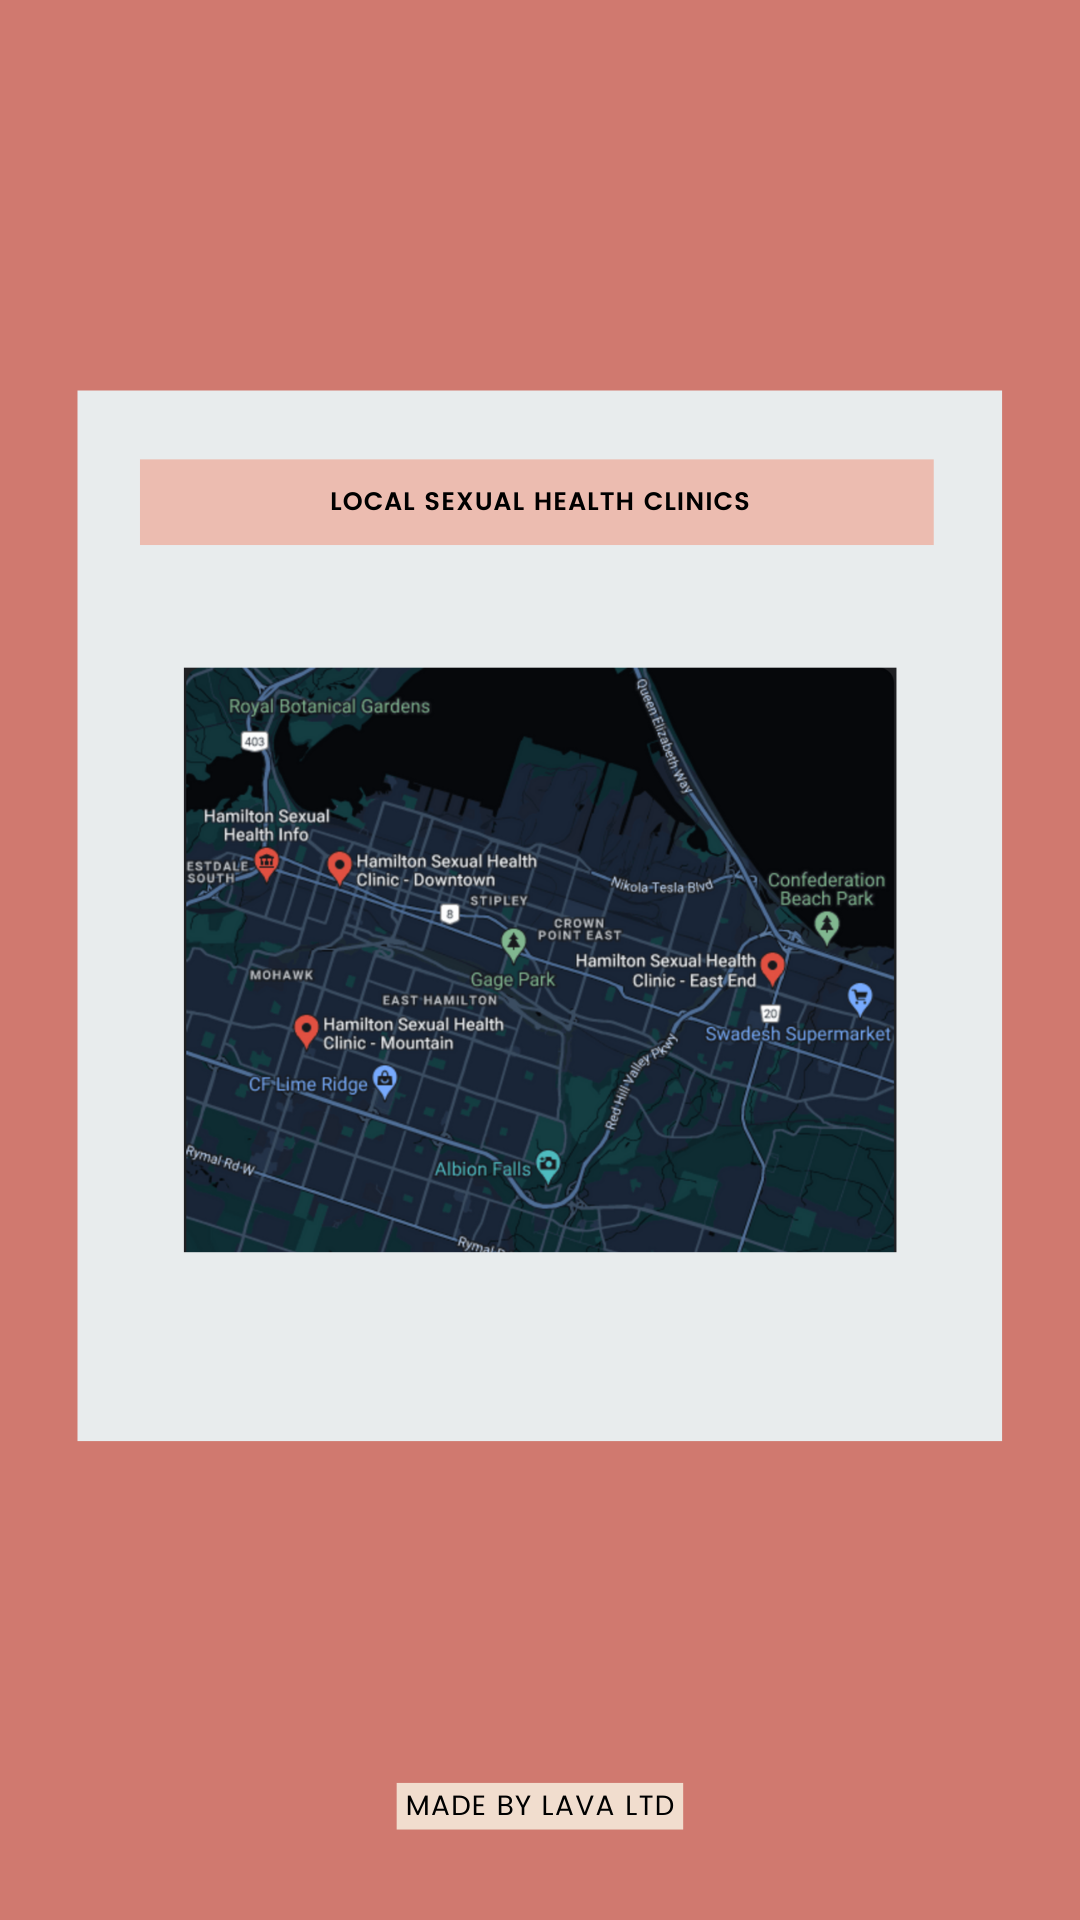 LOCAL SEXUAL HEALTH CLINICS
Royal Botanical Gardens
403
Queen Elizabeth Way
Hamilton Sexual
Health Info
ESTDALE
SOUTH
Hamilton Sexual Health
Clinic - Downtown
STIPLEY
8
Nikola Tesla Blvd
Confederation
Beach Park
CROWN
POINT EAST
Gage Park
Hamilton Sexual Health
Clinic - East End
MOHAWK
EAST HAMILTON
20
Swadesh Supermarket
Hamilton Sexual Health
Clinic - Mountain
CF Lime Ridge
Red Hill Valley Pkwy
Albion Falls
Rymal Rd W
Rymal
MADE BY LAVA LTD